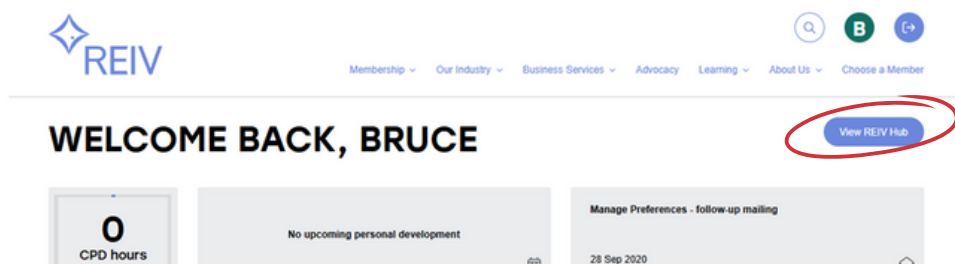 REIV
B
Membership Our Industry Business Services Advocacy Learning About Us Choose a Member
WELCOME BACK, BRUCE
View REIV Hub
0
CPD hours
No upcoming personal development
Manage Preferences - follow-up mailing
28 Sep 2020